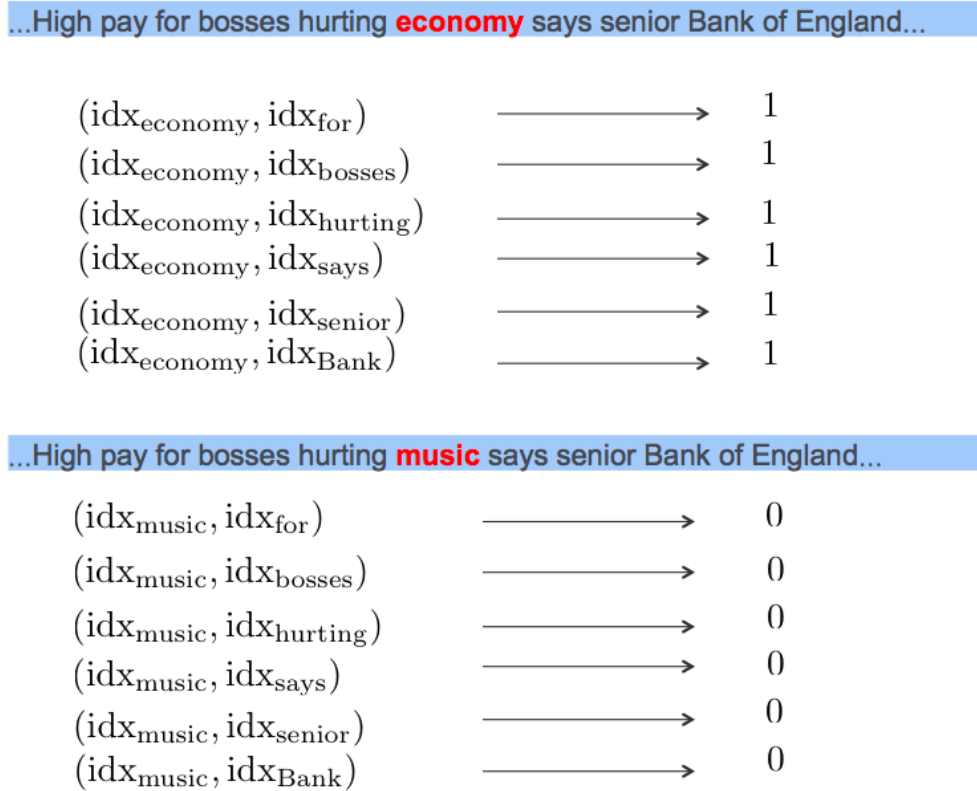 ...High pay for bosses hurting economy says senior Bank of England...
(idx_economy, idx_for) → 1
(idx_economy, idx_bosses) → 1
(idx_economy, idx_hurting) → 1
(idx_economy, idx_says) → 1
(idx_economy, idx_senior) → 1
(idx_economy, idx_Bank) → 1
...High pay for bosses hurting music says senior Bank of England...
(idx_music, idx_for) → 0
(idx_music, idx_bosses) → 0
(idx_music, idx_hurting) → 0
(idx_music, idx_says) → 0
(idx_music, idx_senior) → 0
(idx_music, idx_Bank) → 0